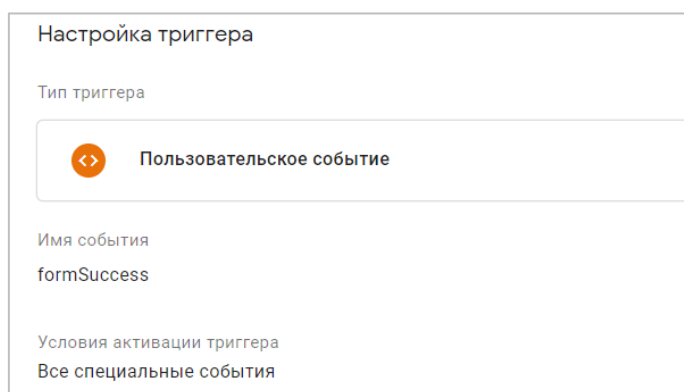 Настройка триггера
Тип триггера
Пользовательское событие
Имя события
formSuccess
Условия активации триггера
Все специальные события